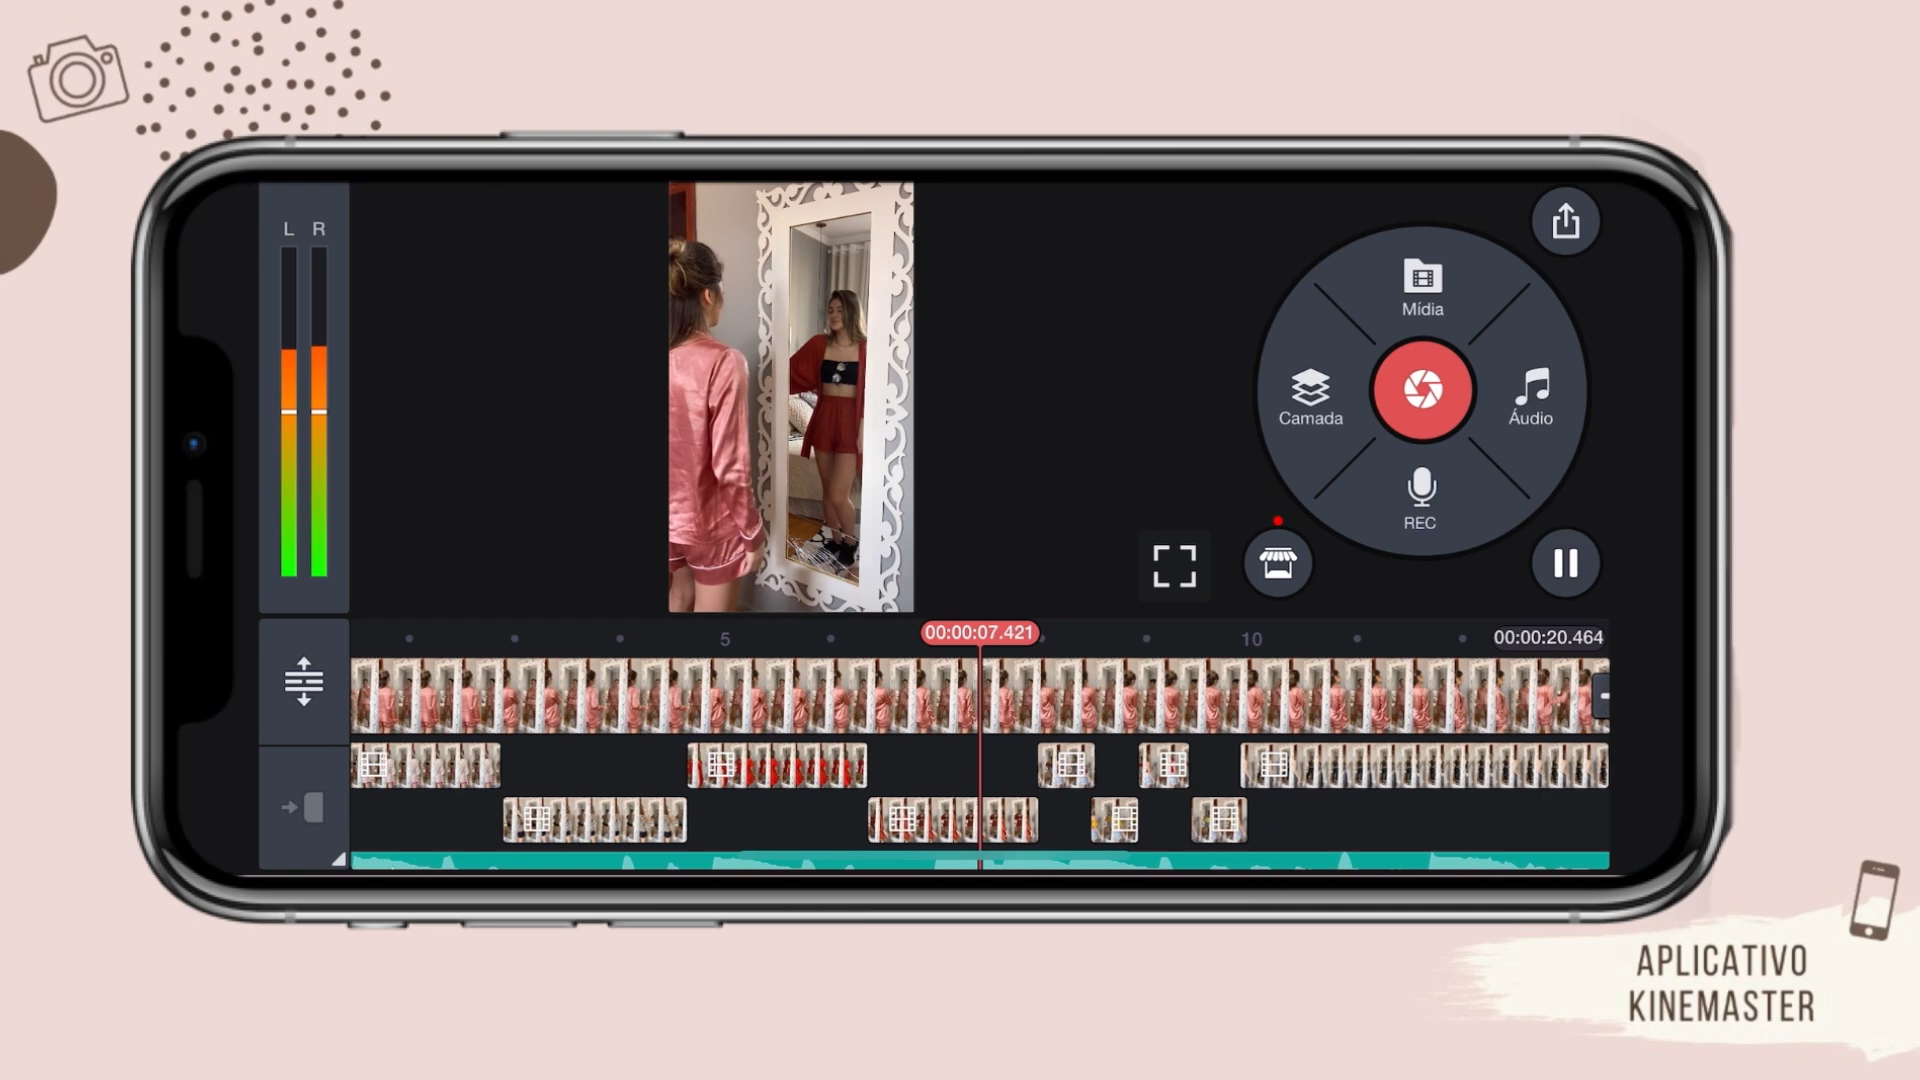 L R
Mídia
Camada
Áudio
REC
5
00:00:07.421
10
00:00:20.464
APLICATIVO
KINEMASTER